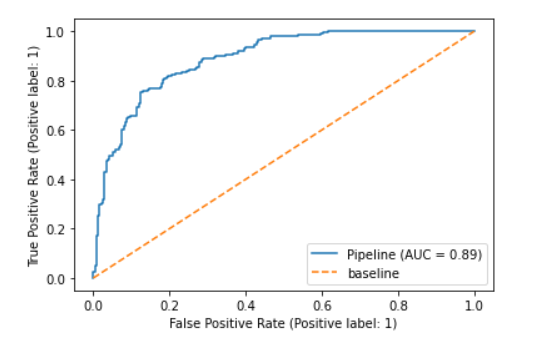 1.0
0.8
0.6
0.4
0.2
0.0
True Positive Rate (Positive label: 1)
Pipeline (AUC = 0.89)
baseline
0.0 0.2 0.4 0.6 0.8 1.0
False Positive Rate (Positive label: 1)